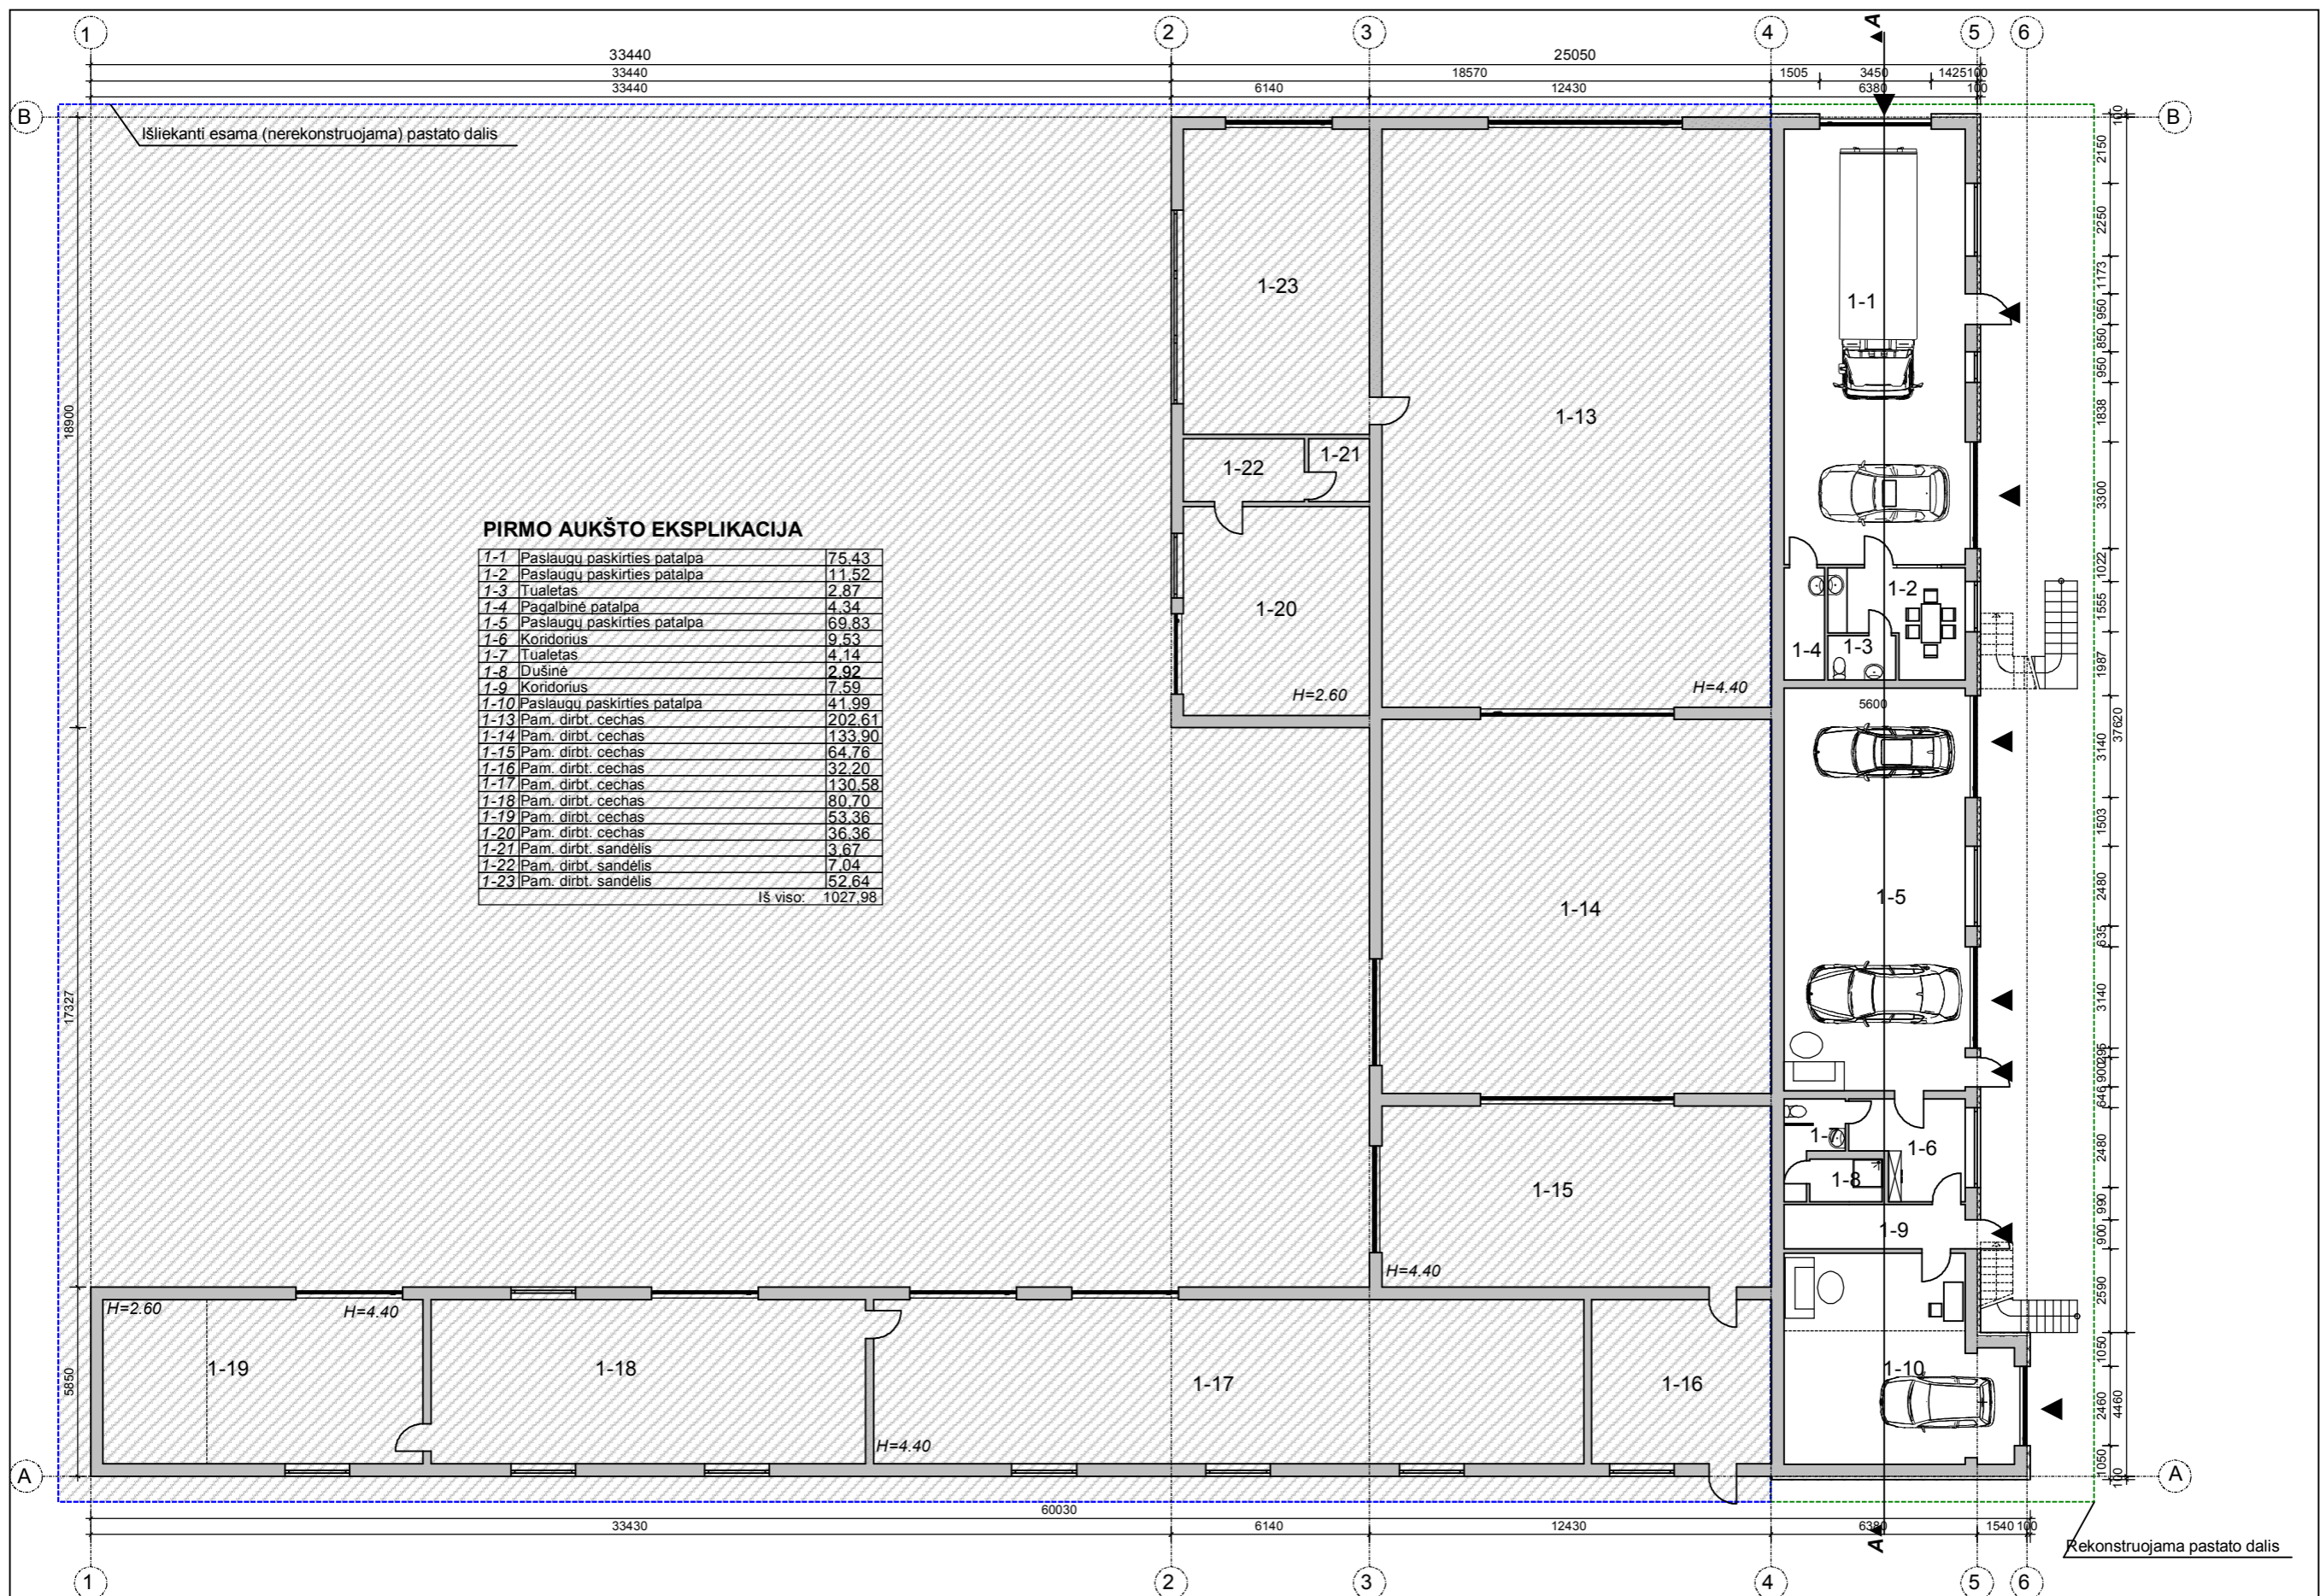 1 2 3 4 A 5 6
33440 25050
33440 18570 1505 3450 1425 100
33440 6140 12430 6380 100
B B
Išliekanti esama (nerekonstruojama) pastato dalis
100
2150
2250
1173
950
850
950
1838
3300
1022
1555
1987
37620
3140
1503
2480
635
3140
295
900
646
2480
990
900
2590
1050
2460
4460
1050
100
18900
17327
5850
1-23
1-1
1-13
1-22 1-21
1-20
1-2
1-4 1-3
H=2.60 H=4.40
5600
PIRMO AUKŠTO EKSPLIKACIJA
1-1 Paslaugų paskirties patalpa 75,43
1-2 Paslaugų paskirties patalpa 11,52
1-3 Tualetas 2,87
1-4 Pagalbinė patalpa 4,34
1-5 Paslaugų paskirties patalpa 69,83
1-6 Koridorius 9,53
1-7 Tualetas 4,14
1-8 Dušinė 2,92
1-9 Koridorius 7,59
1-10 Paslaugų paskirties patalpa 41,99
1-13 Pam. dirbt. cechas 202,61
1-14 Pam. dirbt. cechas 133,90
1-15 Pam. dirbt. cechas 64,76
1-16 Pam. dirbt. cechas 32,20
1-17 Pam. dirbt. cechas 130,58
1-18 Pam. dirbt. cechas 80,70
1-19 Pam. dirbt. cechas 53,36
1-20 Pam. dirbt. cechas 36,36
1-21 Pam. dirbt. sandėlis 3,67
1-22 Pam. dirbt. sandėlis 7,04
1-23 Pam. dirbt. sandėlis 52,64
Iš viso: 1027,98
1-5
1-14
1-7
1-6
1-8
1-15
1-9
H=4.40
H=2.60 H=4.40
1-19 1-18 1-17 1-16 1-10
H=4.40
A A
60030
33430 6140 12430 6380 1540 100
A
Rekonstruojama pastato dalis
1 2 3 4 5 6